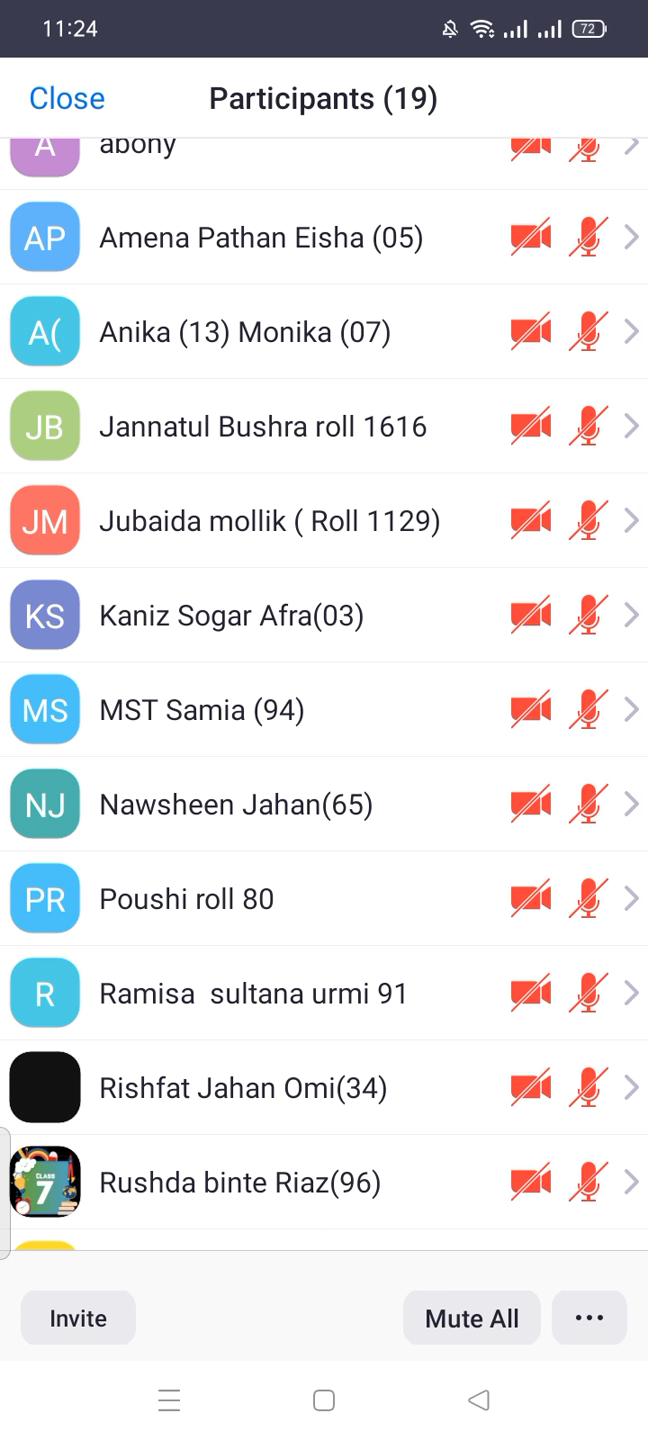 11:24
72
Close
Participants (19)
A
abony
AP
Amena Pathan Eisha (05)
A(
Anika (13) Monika (07)
JB
Jannatul Bushra roll 1616
JM
Jubaida mollik ( Roll 1129)
KS
Kaniz Sogar Afra(03)
MS
MST Samia (94)
NJ
Nawsheen Jahan(65)
PR
Poushi roll 80
R
Ramisa  sultana urmi 91
Rishfat Jahan Omi(34)
CLASS
7
Rushda binte Riaz(96)
Invite
Mute All